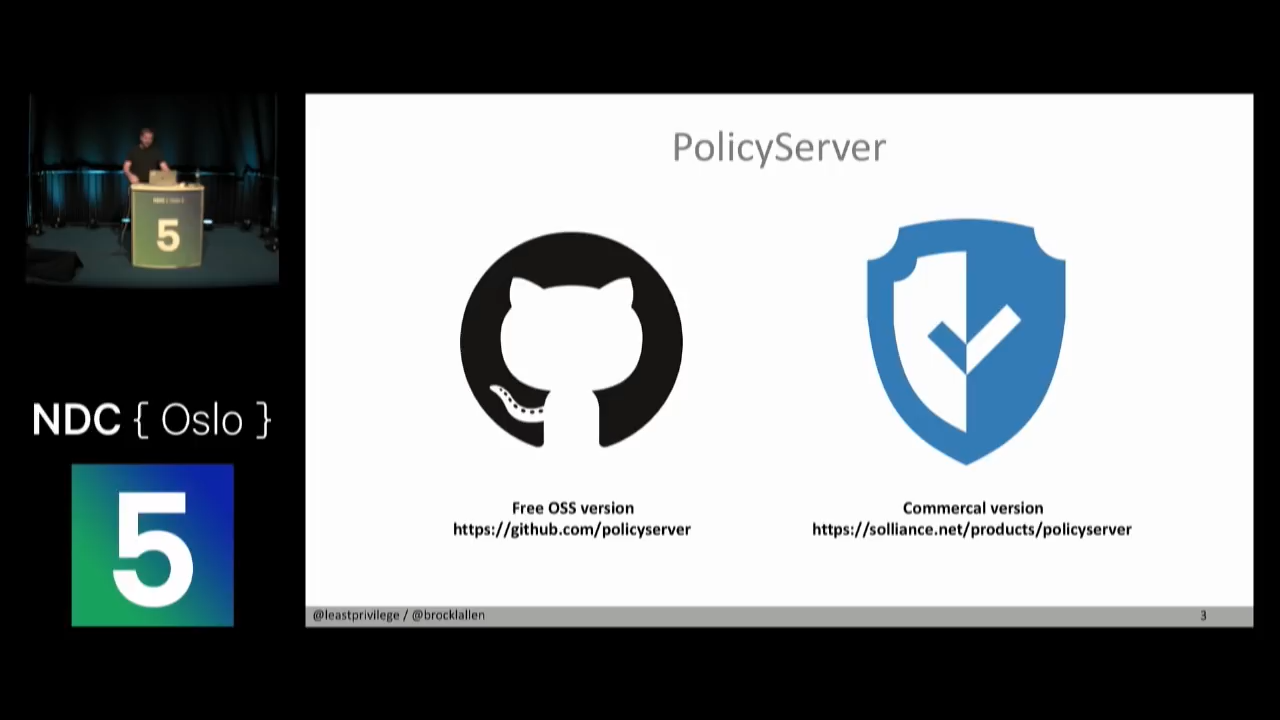 PolicyServer
NDC { Oslo }
5
5
Free OSS version
https://github.com/policyserver
Commercal version
https://solliance.net/products/policyserver
@leastprivilege / @brocklallen
3